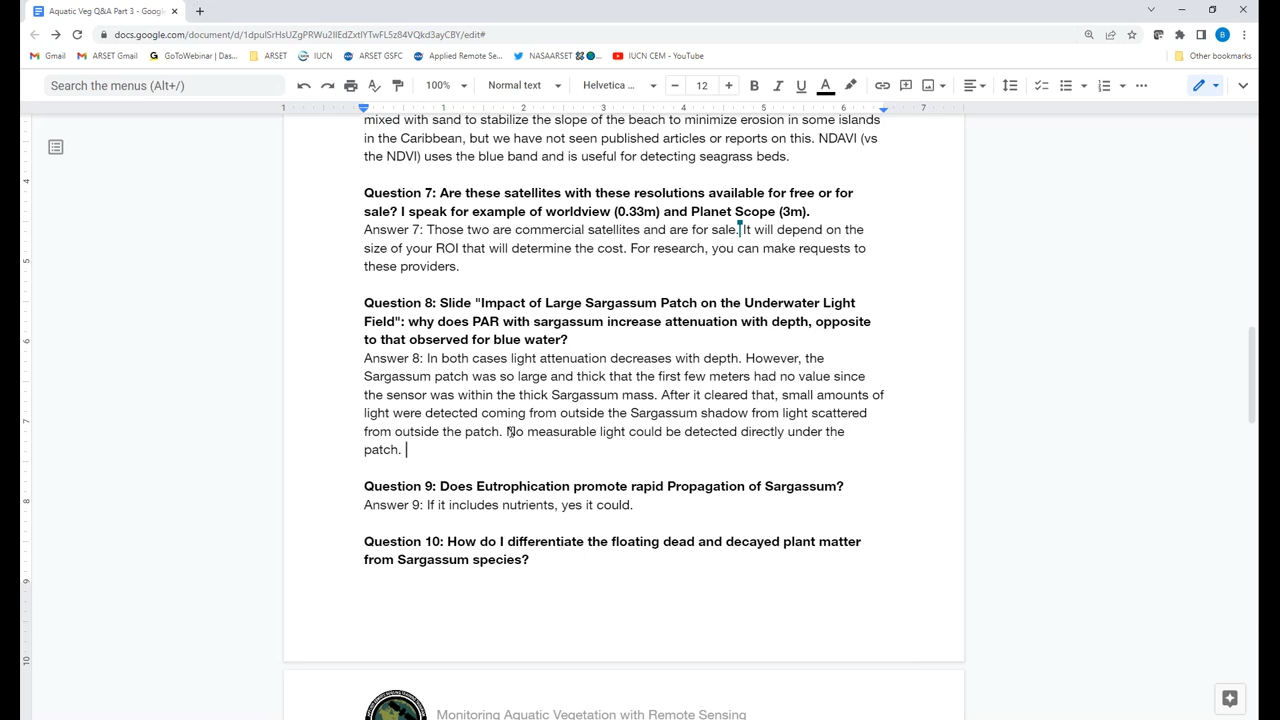 Aquatic Veg Q&A Part 3 - Googl
docs.google.com/document/d/1dpulSrHsUZgPRWu2IIEdZxtIYTwFL5z84VQkd3ayCBY/edit#
Gmail ARSET Gmail GoToWebinar | Das... ARSET IUCN ARSET GSFC Applied Remote Se... NASAARSET IUCN CEM - YouTube Other bookmarks
Search the menus (Alt+/) 100% Normal text Helvetica ... 12 B I U A
1 1 2 3 4 5 6 7
mixed with sand to stabilize the slope of the beach to minimize erosion in some islands
in the Caribbean, but we have not seen published articles or reports on this. NDAVI (vs
the NDVI) uses the blue band and is useful for detecting seagrass beds.
Question 7: Are these satellites with these resolutions available for free or for
sale? I speak for example of worldview (0.33m) and Planet Scope (3m).
Answer 7: Those two are commercial satellites and are for sale. It will depend on the
size of your ROI that will determine the cost. For research, you can make requests to
these providers.
Question 8: Slide "Impact of Large Sargassum Patch on the Underwater Light
Field": why does PAR with sargassum increase attenuation with depth, opposite
to that observed for blue water?
Answer 8: In both cases light attenuation decreases with depth. However, the
Sargassum patch was so large and thick that the first few meters had no value since
the sensor was within the thick Sargassum mass. After it cleared that, small amounts of
light were detected coming from outside the Sargassum shadow from light scattered
from outside the patch. No measurable light could be detected directly under the
patch.
Question 9: Does Eutrophication promote rapid Propagation of Sargassum?
Answer 9: If it includes nutrients, yes it could.
Question 10: How do I differentiate the floating dead and decayed plant matter
from Sargassum species?
Monitoring Aquatic Vegetation with Remote Sensing